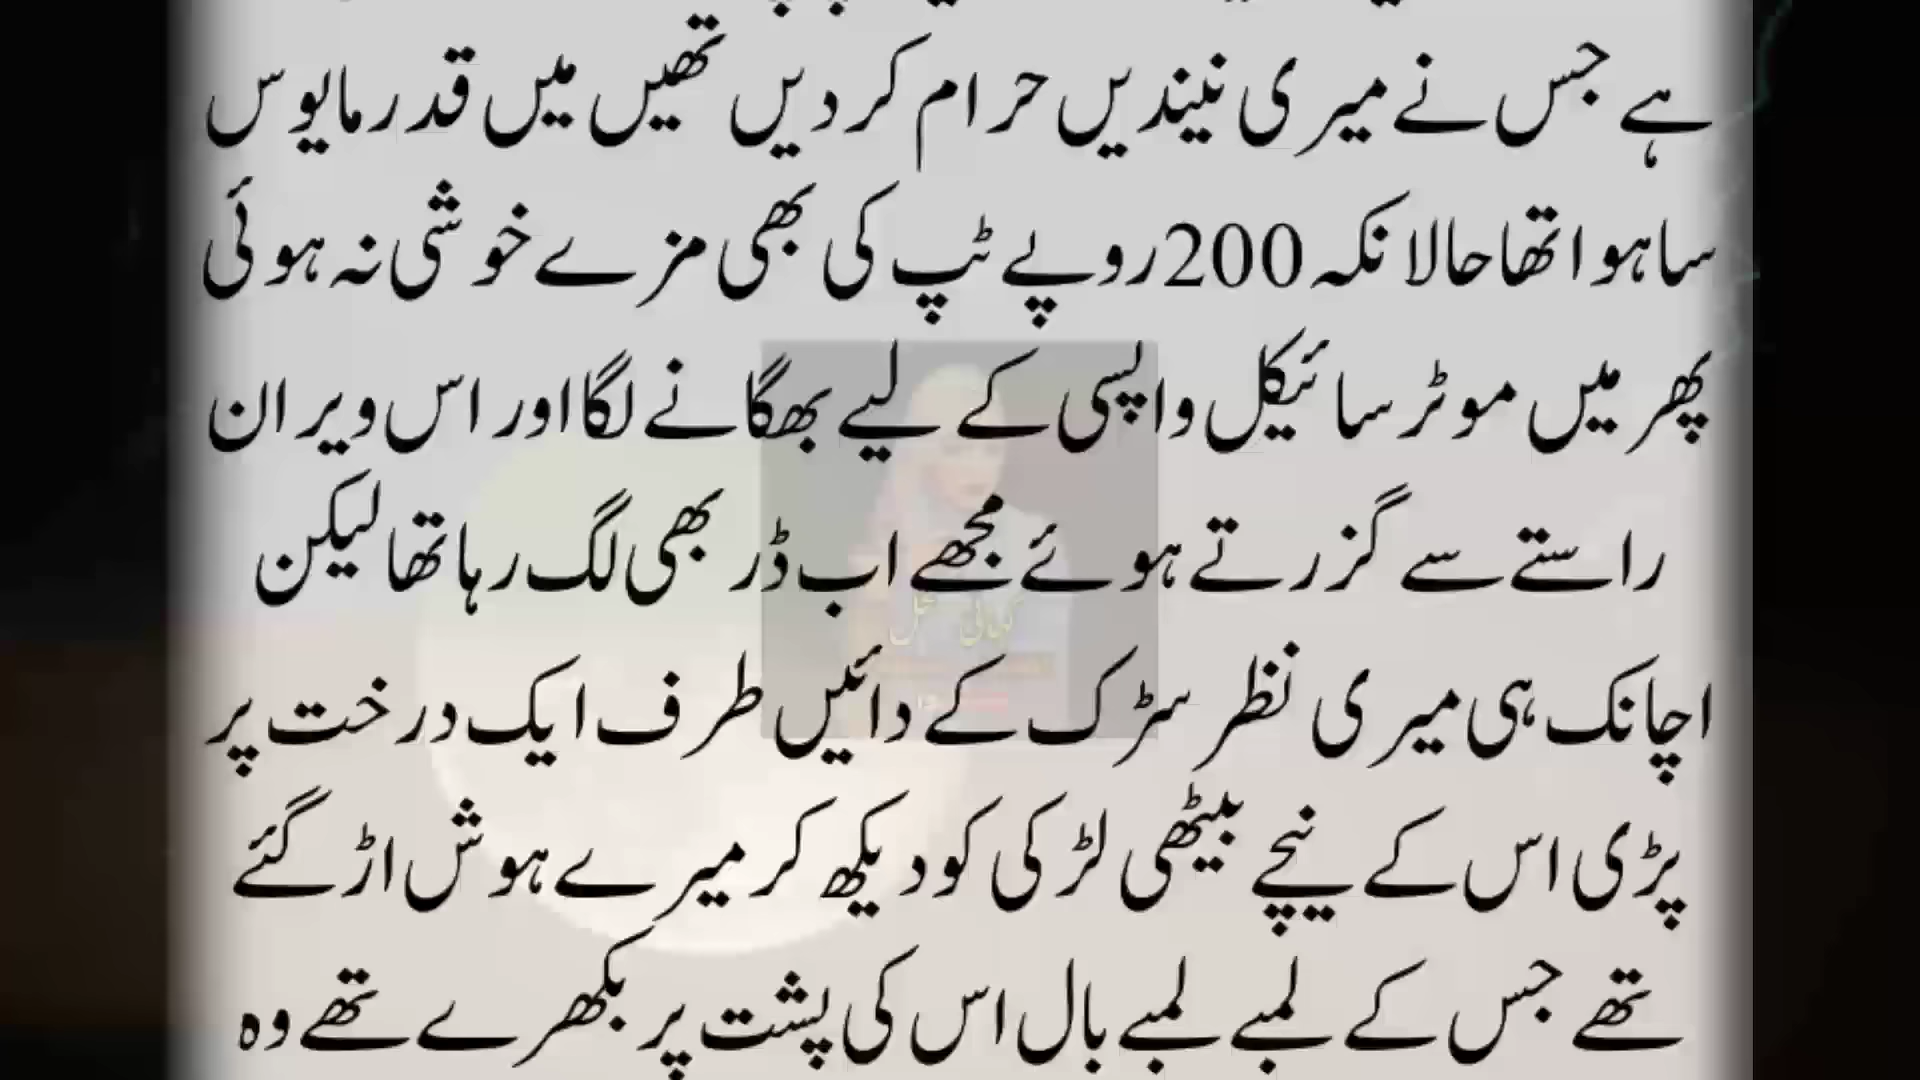 ہے جس نے میری نیندیں حرام کر دیں تھیں میں قدر مایوس
سا ہوا تھا حالانکہ 200 روپے ٹپ کی بھی مزے خوشی نہ ہوئی
پھر میں موٹر سائیکل واپسی کے لیے بھگانے لگا اور اس ویران
راستے سے گزرتے ہوئے مجھے اب ڈر بھی لگ رہا تھا لیکن
اچانک ہی میری نظر سڑک کے دائیں طرف ایک درخت پر
پڑی اس کے نیچے بیٹھی لڑکی کو دیکھ کر میرے ہوش اڑ گئے
تھے جس کے لمبے لمبے بال اس کی پشت پر بکھرے تھے وہ